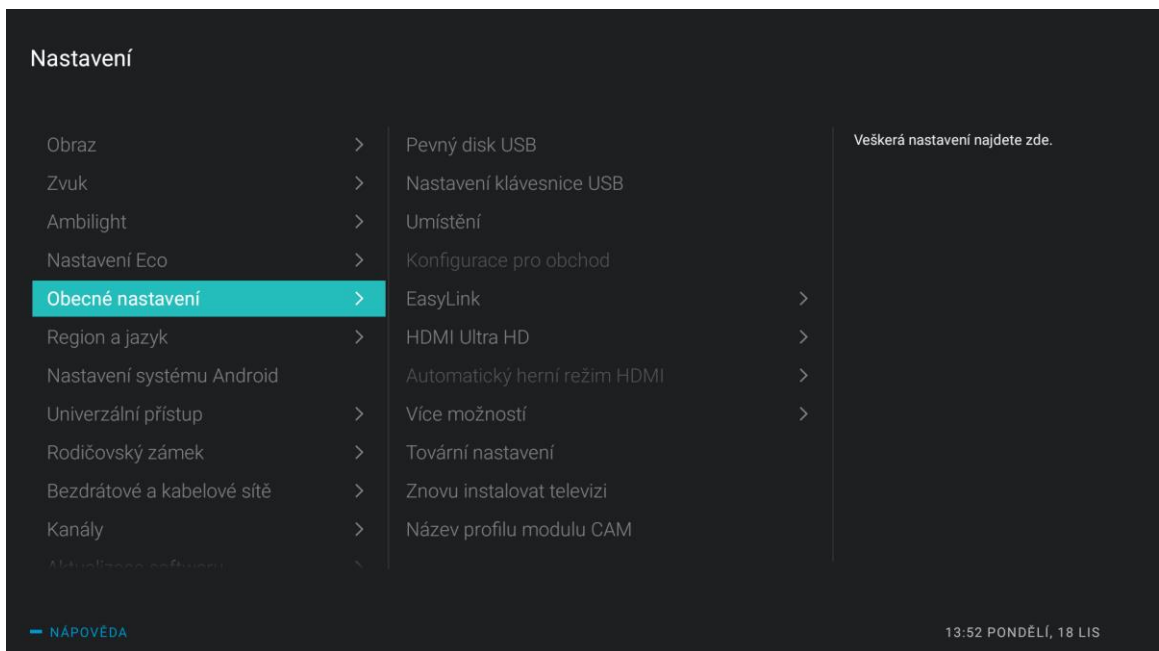 Nastavení
Obraz
Zvuk
Ambilight
Nastavení Eco
Obecné nastavení
Region a jazyk
Nastavení systému Android
Univerzální přístup
Rodičovský zámek
Bezdrátové a kabelové sítě
Kanály
Aktualizace softwaru
Pevný disk USB
Nastavení klávesnice USB
Umístění
Konfigurace pro obchod
EasyLink
HDMI Ultra HD
Automatický herní režim HDMI
Více možností
Tovární nastavení
Znovu instalovat televizi
Název profilu modulu CAM
Veškerá nastavení najdete zde.
NÁPOVĚDA
13:52 PONDĚLÍ, 18 LIS